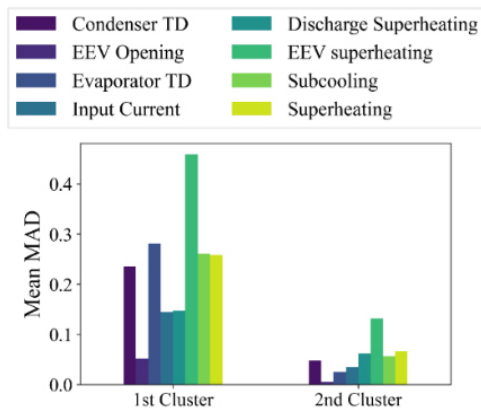 Condenser TD
EEV Opening
Evaporator TD
Input Current
Discharge Superheating
EEV superheating
Subcooling
Superheating
Mean MAD
0.4
0.3
0.2
0.1
0.0
1st Cluster
2nd Cluster